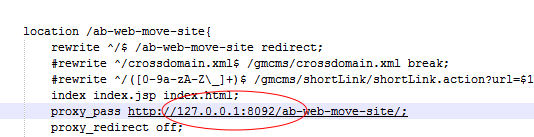 location /ab-web-move-site{
rewrite ^/$ /ab-web-move-site redirect;
#rewrite ^/crossdomain.xml$ /gmcms/crossdomain.xml break;
#rewrite ^/([0-9a-zA-Z\_]+)$ /gmcms/shortLink/shortLink.action?url=$1
index index.jsp index.html;
proxy_pass http://127.0.0.1:8092/ab-web-move-site/;
proxy_redirect off;